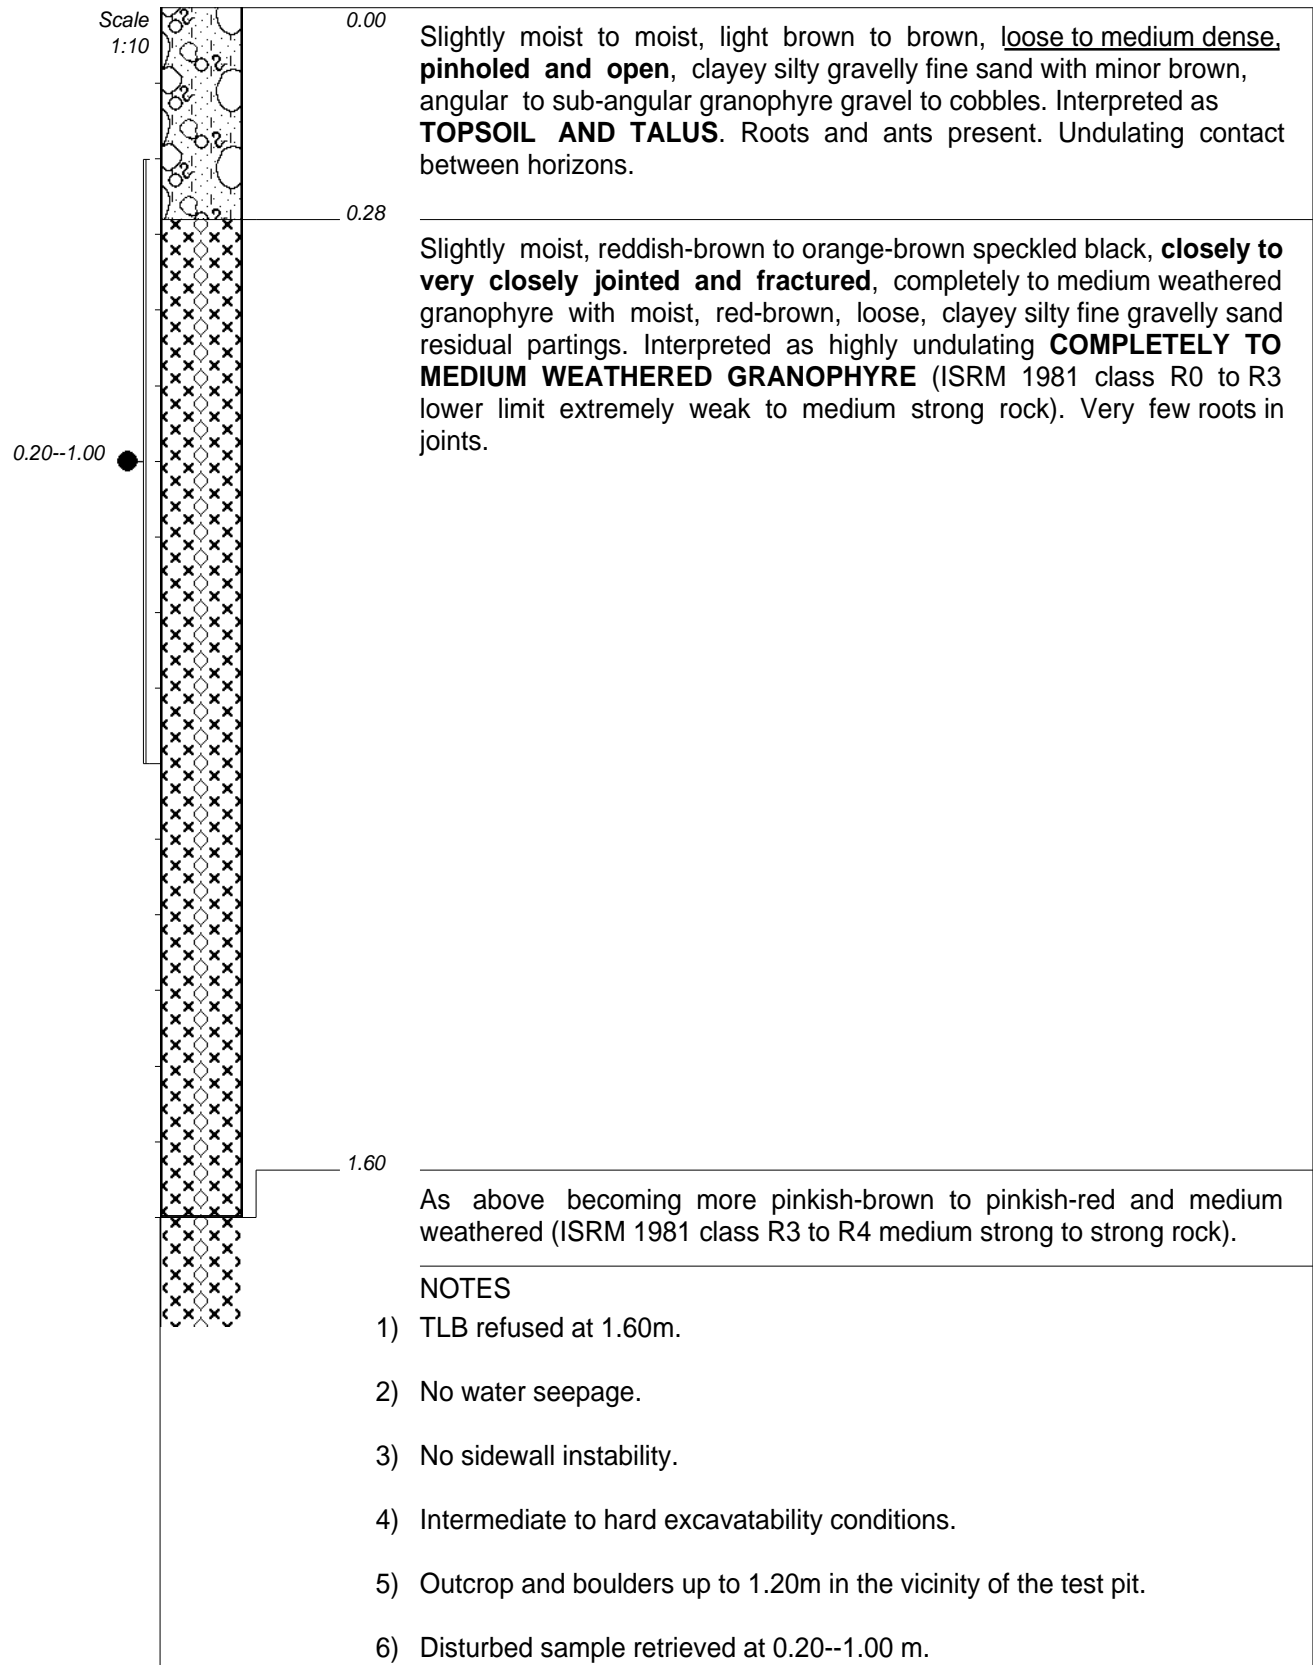 Scale
1:10
0.00
Slightly moist to moist, light brown to brown, loose to medium dense,
pinholed and open, clayey silty gravelly fine sand with minor brown,
angular to sub-angular granophyre gravel to cobbles. Interpreted as
TOPSOIL AND TALUS. Roots and ants present. Undulating contact
between horizons.
0.28
Slightly moist, reddish-brown to orange-brown speckled black, closely to
very closely jointed and fractured, completely to medium weathered
granophyre with moist, red-brown, loose, clayey silty fine gravelly sand
residual partings. Interpreted as highly undulating COMPLETELY TO
MEDIUM WEATHERED GRANOPHYRE (ISRM 1981 class R0 to R3
lower limit extremely weak to medium strong rock). Very few roots in
joints.
0.20--1.00
1.60
As above becoming more pinkish-brown to pinkish-red and medium
weathered (ISRM 1981 class R3 to R4 medium strong to strong rock).
NOTES
1) TLB refused at 1.60m.
2) No water seepage.
3) No sidewall instability.
4) Intermediate to hard excavatability conditions.
5) Outcrop and boulders up to 1.20m in the vicinity of the test pit.
6) Disturbed sample retrieved at 0.20--1.00 m.